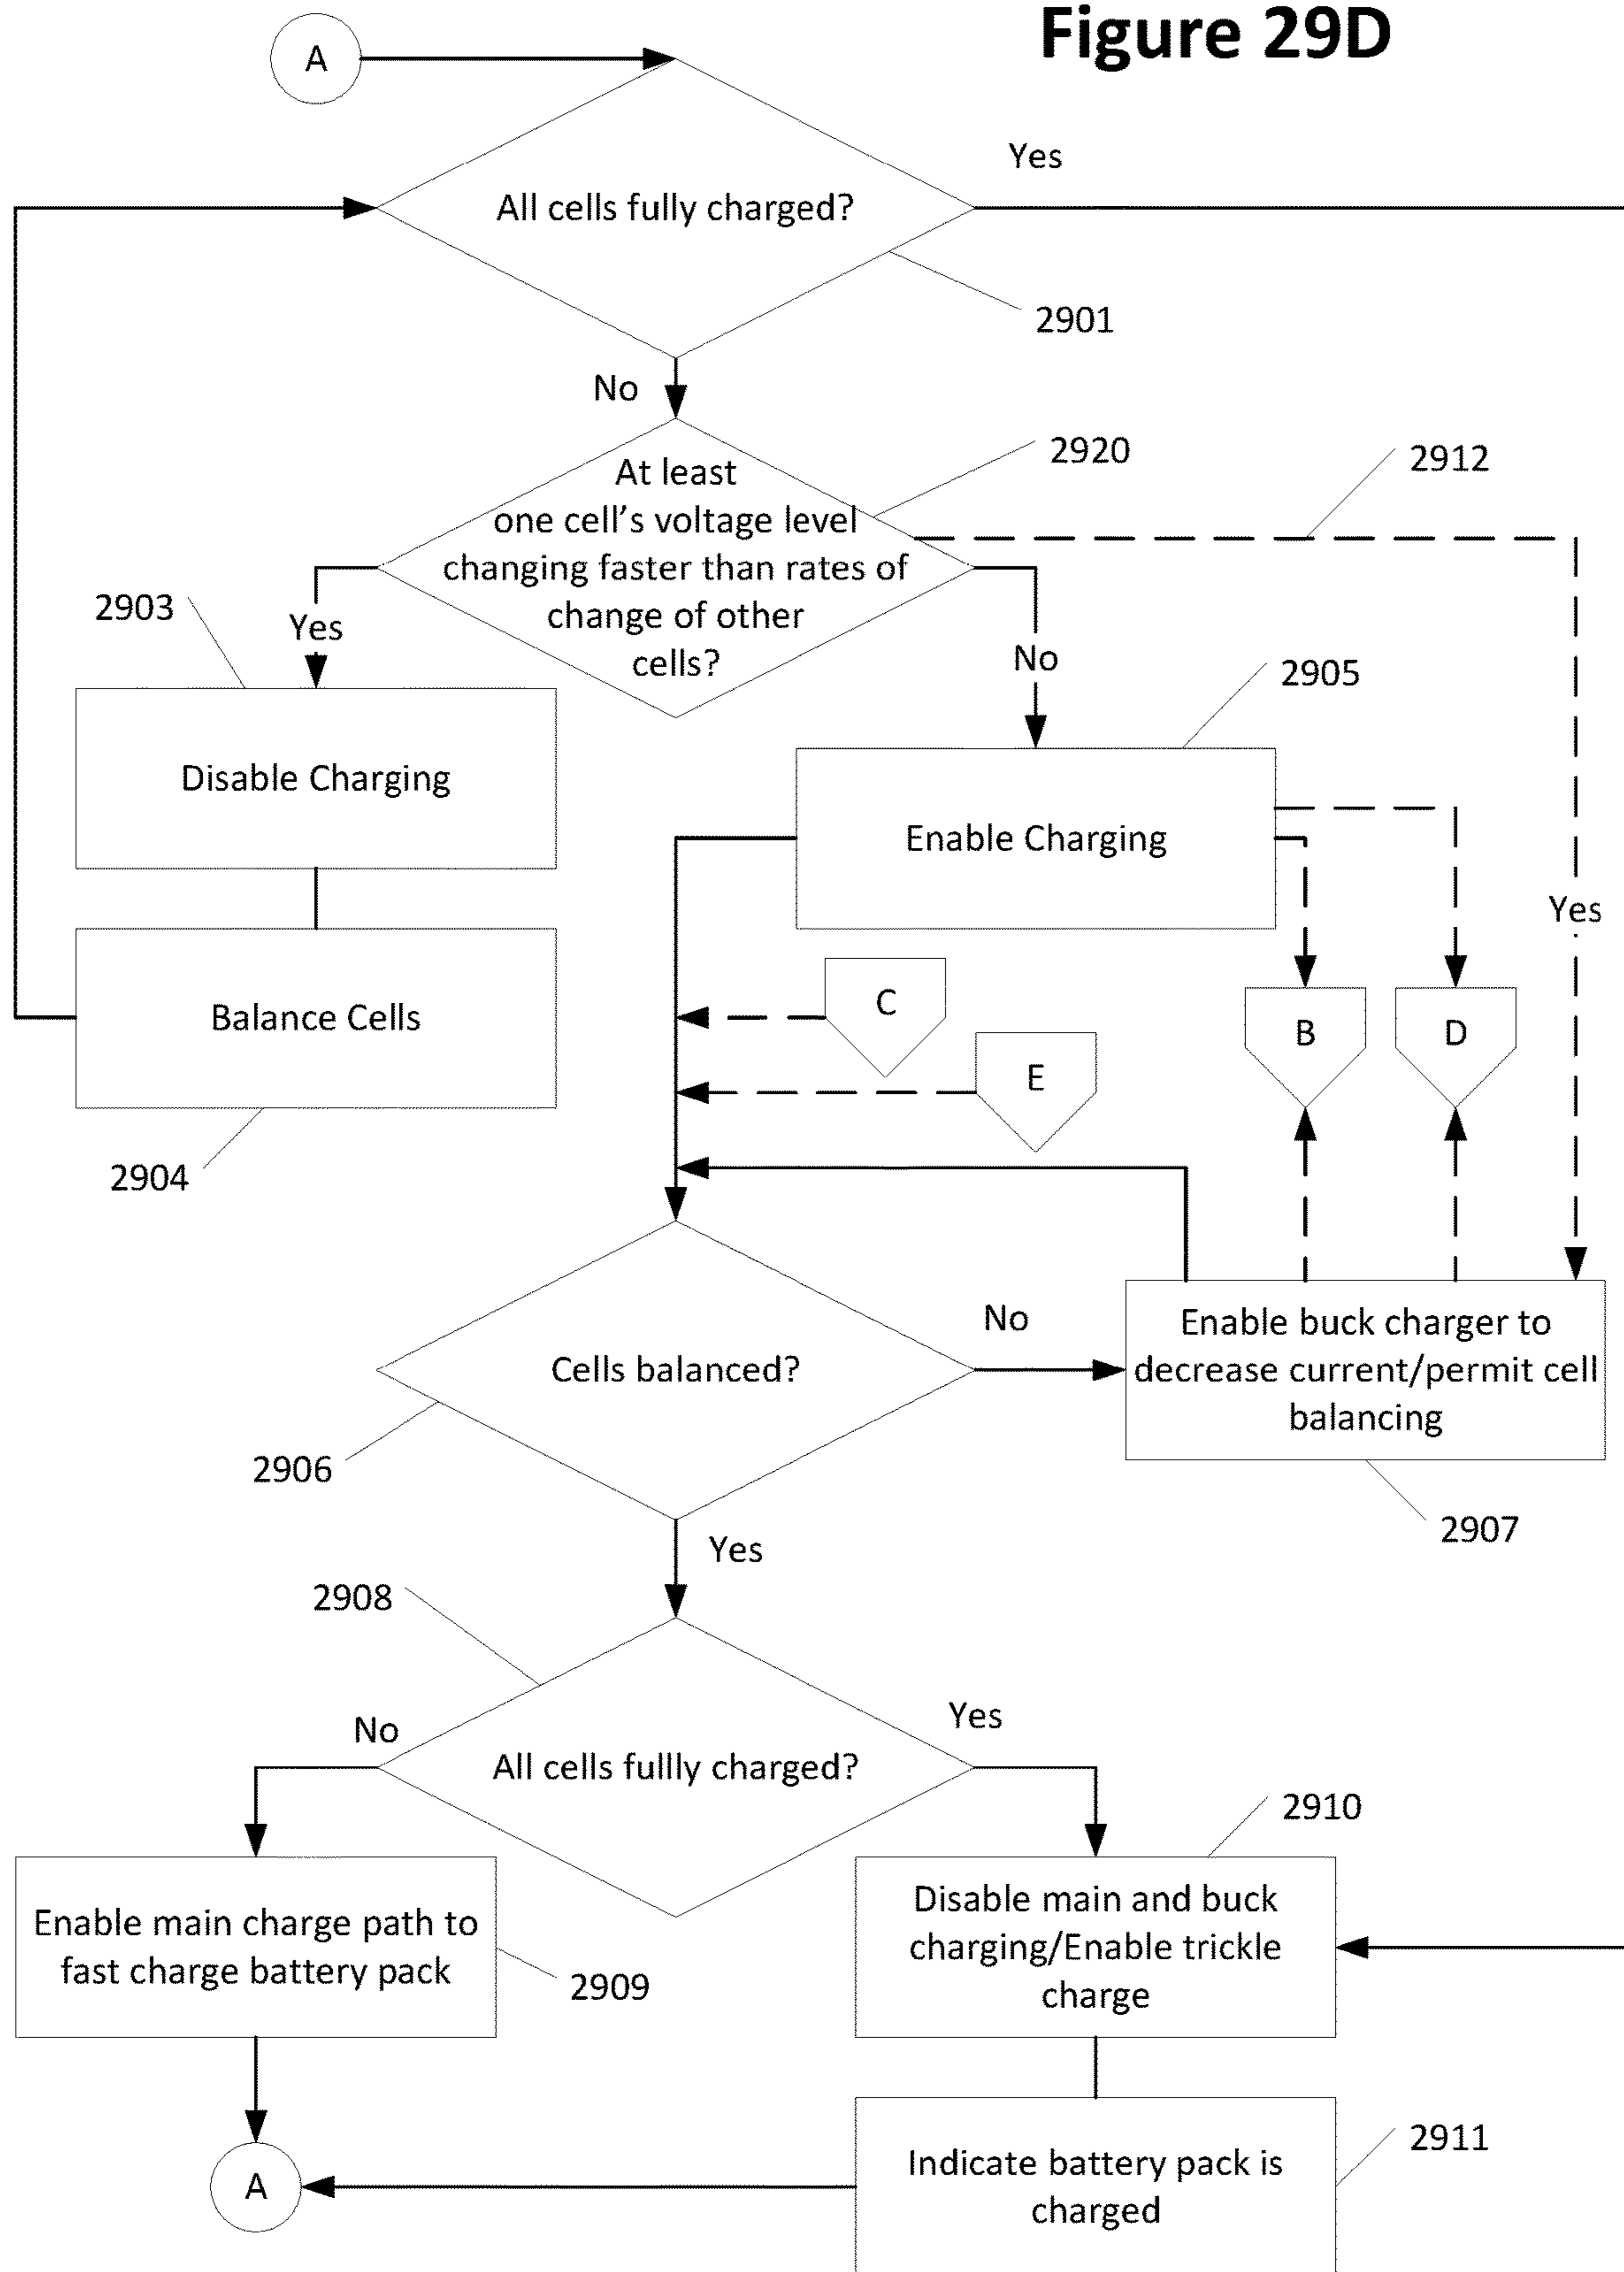 Figure 29D
A
Yes
All cells fully charged?
2901
No
2920
2912
At least
one cell's voltage level
changing faster than rates of
change of other
cells?
2903
Yes
No
2905
Disable Charging
Enable Charging
Yes
Balance Cells
C
B
D
E
2904
No
Enable buck charger to
decrease current/permit cell
balancing
Cells balanced?
2906
2907
Yes
2908
No
Yes
All cells fullly charged?
2910
Enable main charge path to
fast charge battery pack
2909
Disable main and buck
charging/Enable trickle
charge
2911
A
Indicate battery pack is
charged